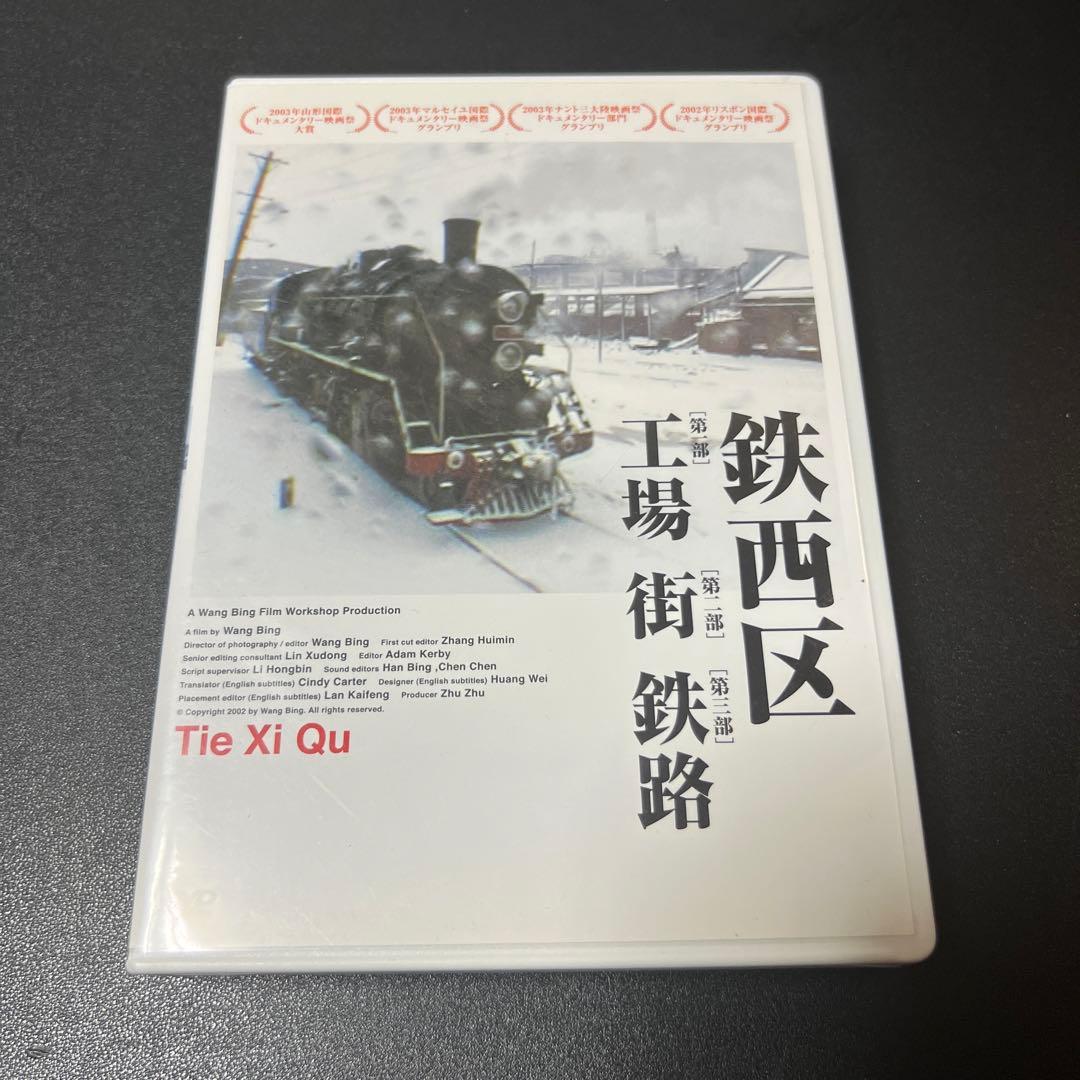 2003年山形国際
ドキュメンタリー映画祭
大賞
2003年マルセイユ国際
ドキュメンタリー映画祭
グランプリ
2003年ナント三大陸映画祭
ドキュメンタリー部門
グランプリ
2002年リスボン国際
ドキュメンタリー映画祭
グランプリ
鉄西区
[第一部]
工場
[第二部]
街
[第三部]
鉄路
A Wang Bing Film Workshop Production
A film by Wang Bing
Director of photography / editor Wang Bing First cut editor Zhang Huimin
Senior editing consultant Lin Xudong Editor Adam Kerby
Script supervisor Li Hongbin Sound editors Han Bing ,Chen Chen
Translator (English subtitles) Cindy Carter Designer (English subtitles) Huang Wei
Placement editor (English subtitles) Lan Kaifeng Producer Zhu Zhu
© Copyright 2002 by Wang Bing. All rights reserved.
Tie Xi Qu